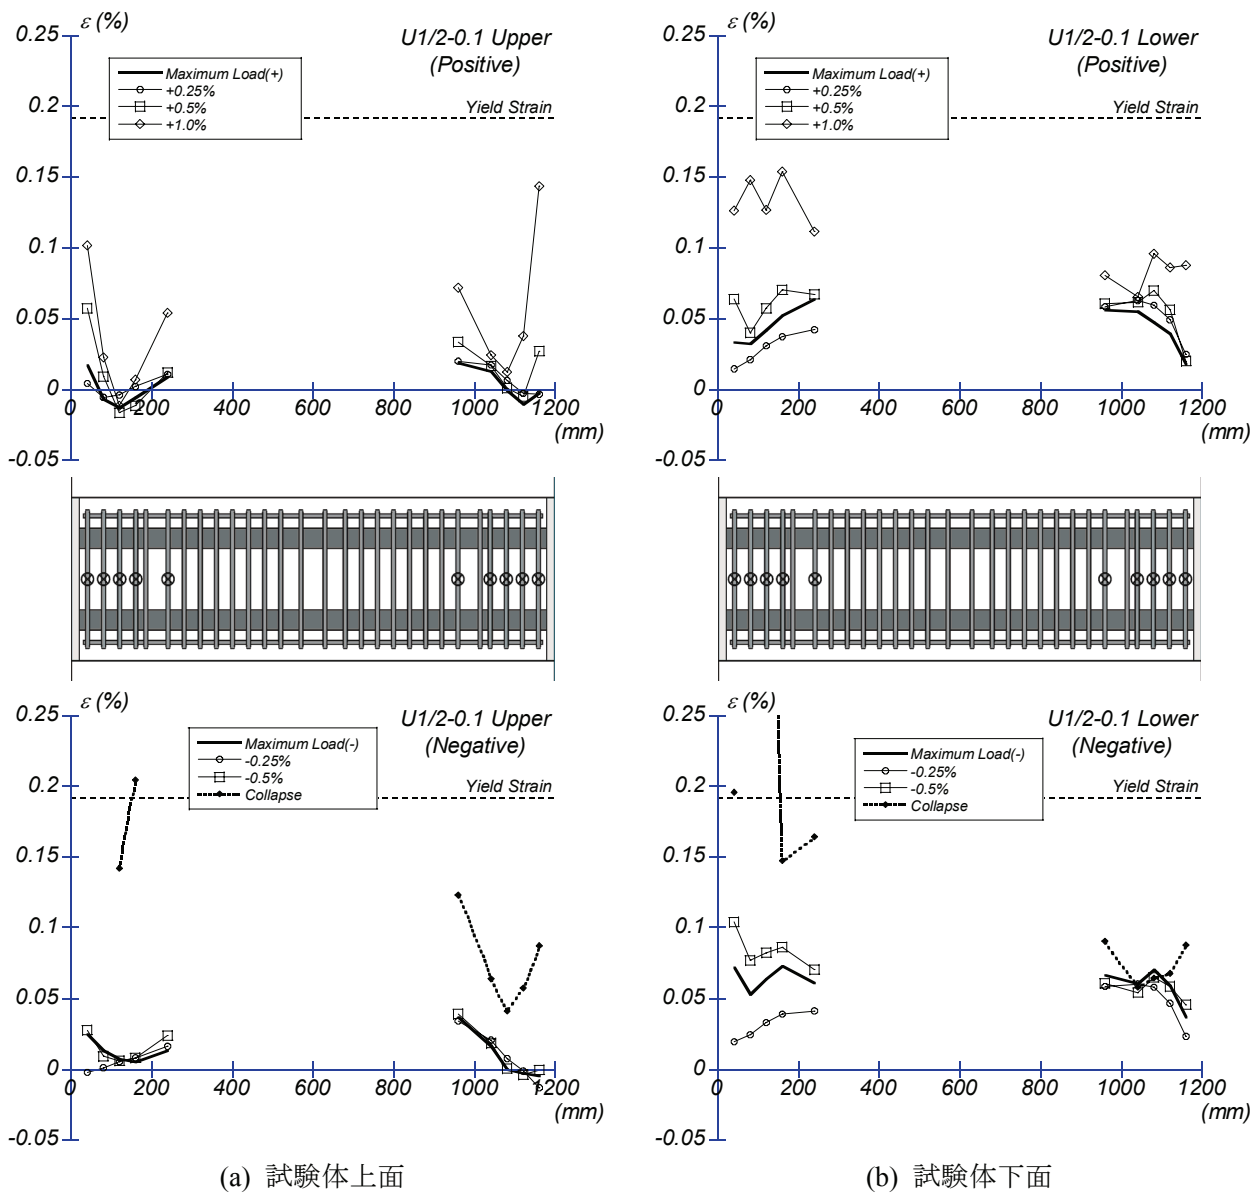 ε (%)
0.25
0.2
0.15
0.1
0.05
0
-0.05
0 200 400 600 800 1000 1200
(mm)
U1/2-0.1 Upper
(Positive)
Maximum Load(+)
+0.25%
+0.5%
+1.0%
Yield Strain
ε (%)
0.25
0.2
0.15
0.1
0.05
0
-0.05
0 200 400 600 800 1000 1200
(mm)
U1/2-0.1 Lower
(Positive)
Maximum Load(+)
+0.25%
+0.5%
+1.0%
Yield Strain
ε (%)
0.25
0.2
0.15
0.1
0.05
0
-0.05
0 200 400 600 800 1000 1200
(mm)
U1/2-0.1 Upper
(Negative)
Maximum Load(-)
-0.25%
-0.5%
Collapse
Yield Strain
ε (%)
0.25
0.2
0.15
0.1
0.05
0
-0.05
0 200 400 600 800 1000 1200
(mm)
U1/2-0.1 Lower
(Negative)
Maximum Load(-)
-0.25%
-0.5%
Collapse
Yield Strain
(a) 試験体上面
(b) 試験体下面